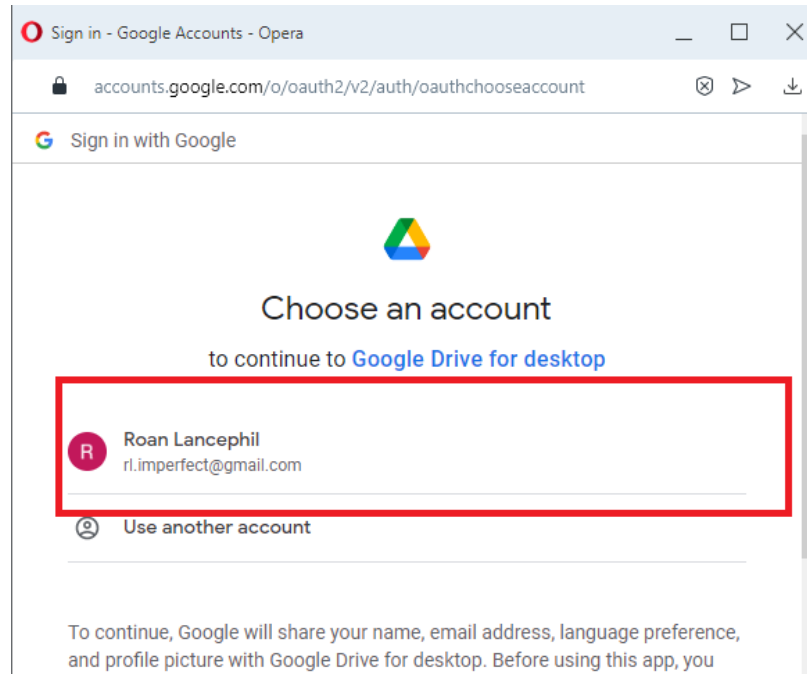 Sign in - Google Accounts - Opera
accounts.google.com/o/oauth2/v2/auth/oauthchooseaccount
G Sign in with Google
Choose an account
to continue to Google Drive for desktop
R
Roan Lancephil
rl.imperfect@gmail.com
Use another account
To continue, Google will share your name, email address, language preference,
and profile picture with Google Drive for desktop. Before using this app, you